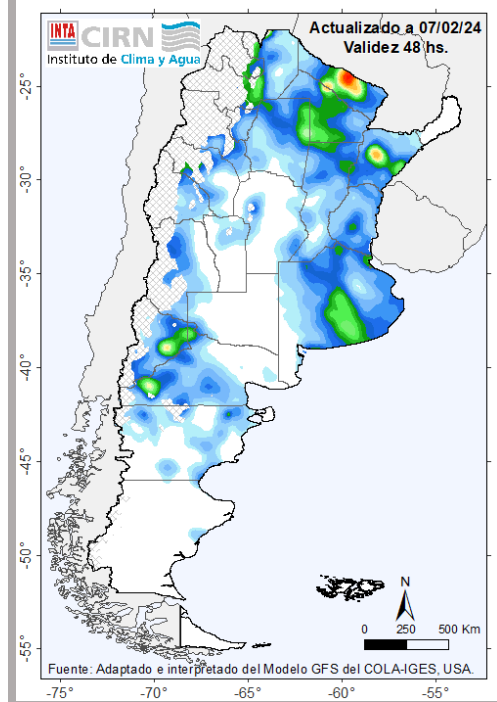 INTA
CIRN
Instituto de Clima y Agua
Actualizado a 07/02/24
Validez 48 hs.
-25°
-30°
-35°
-40°
-45°
-50°
-55°
N
0 250 500 Km
Fuente: Adaptado e interpretado del Modelo GFS del COLA-IGES, USA.
-75° -70° -65° -60° -55°